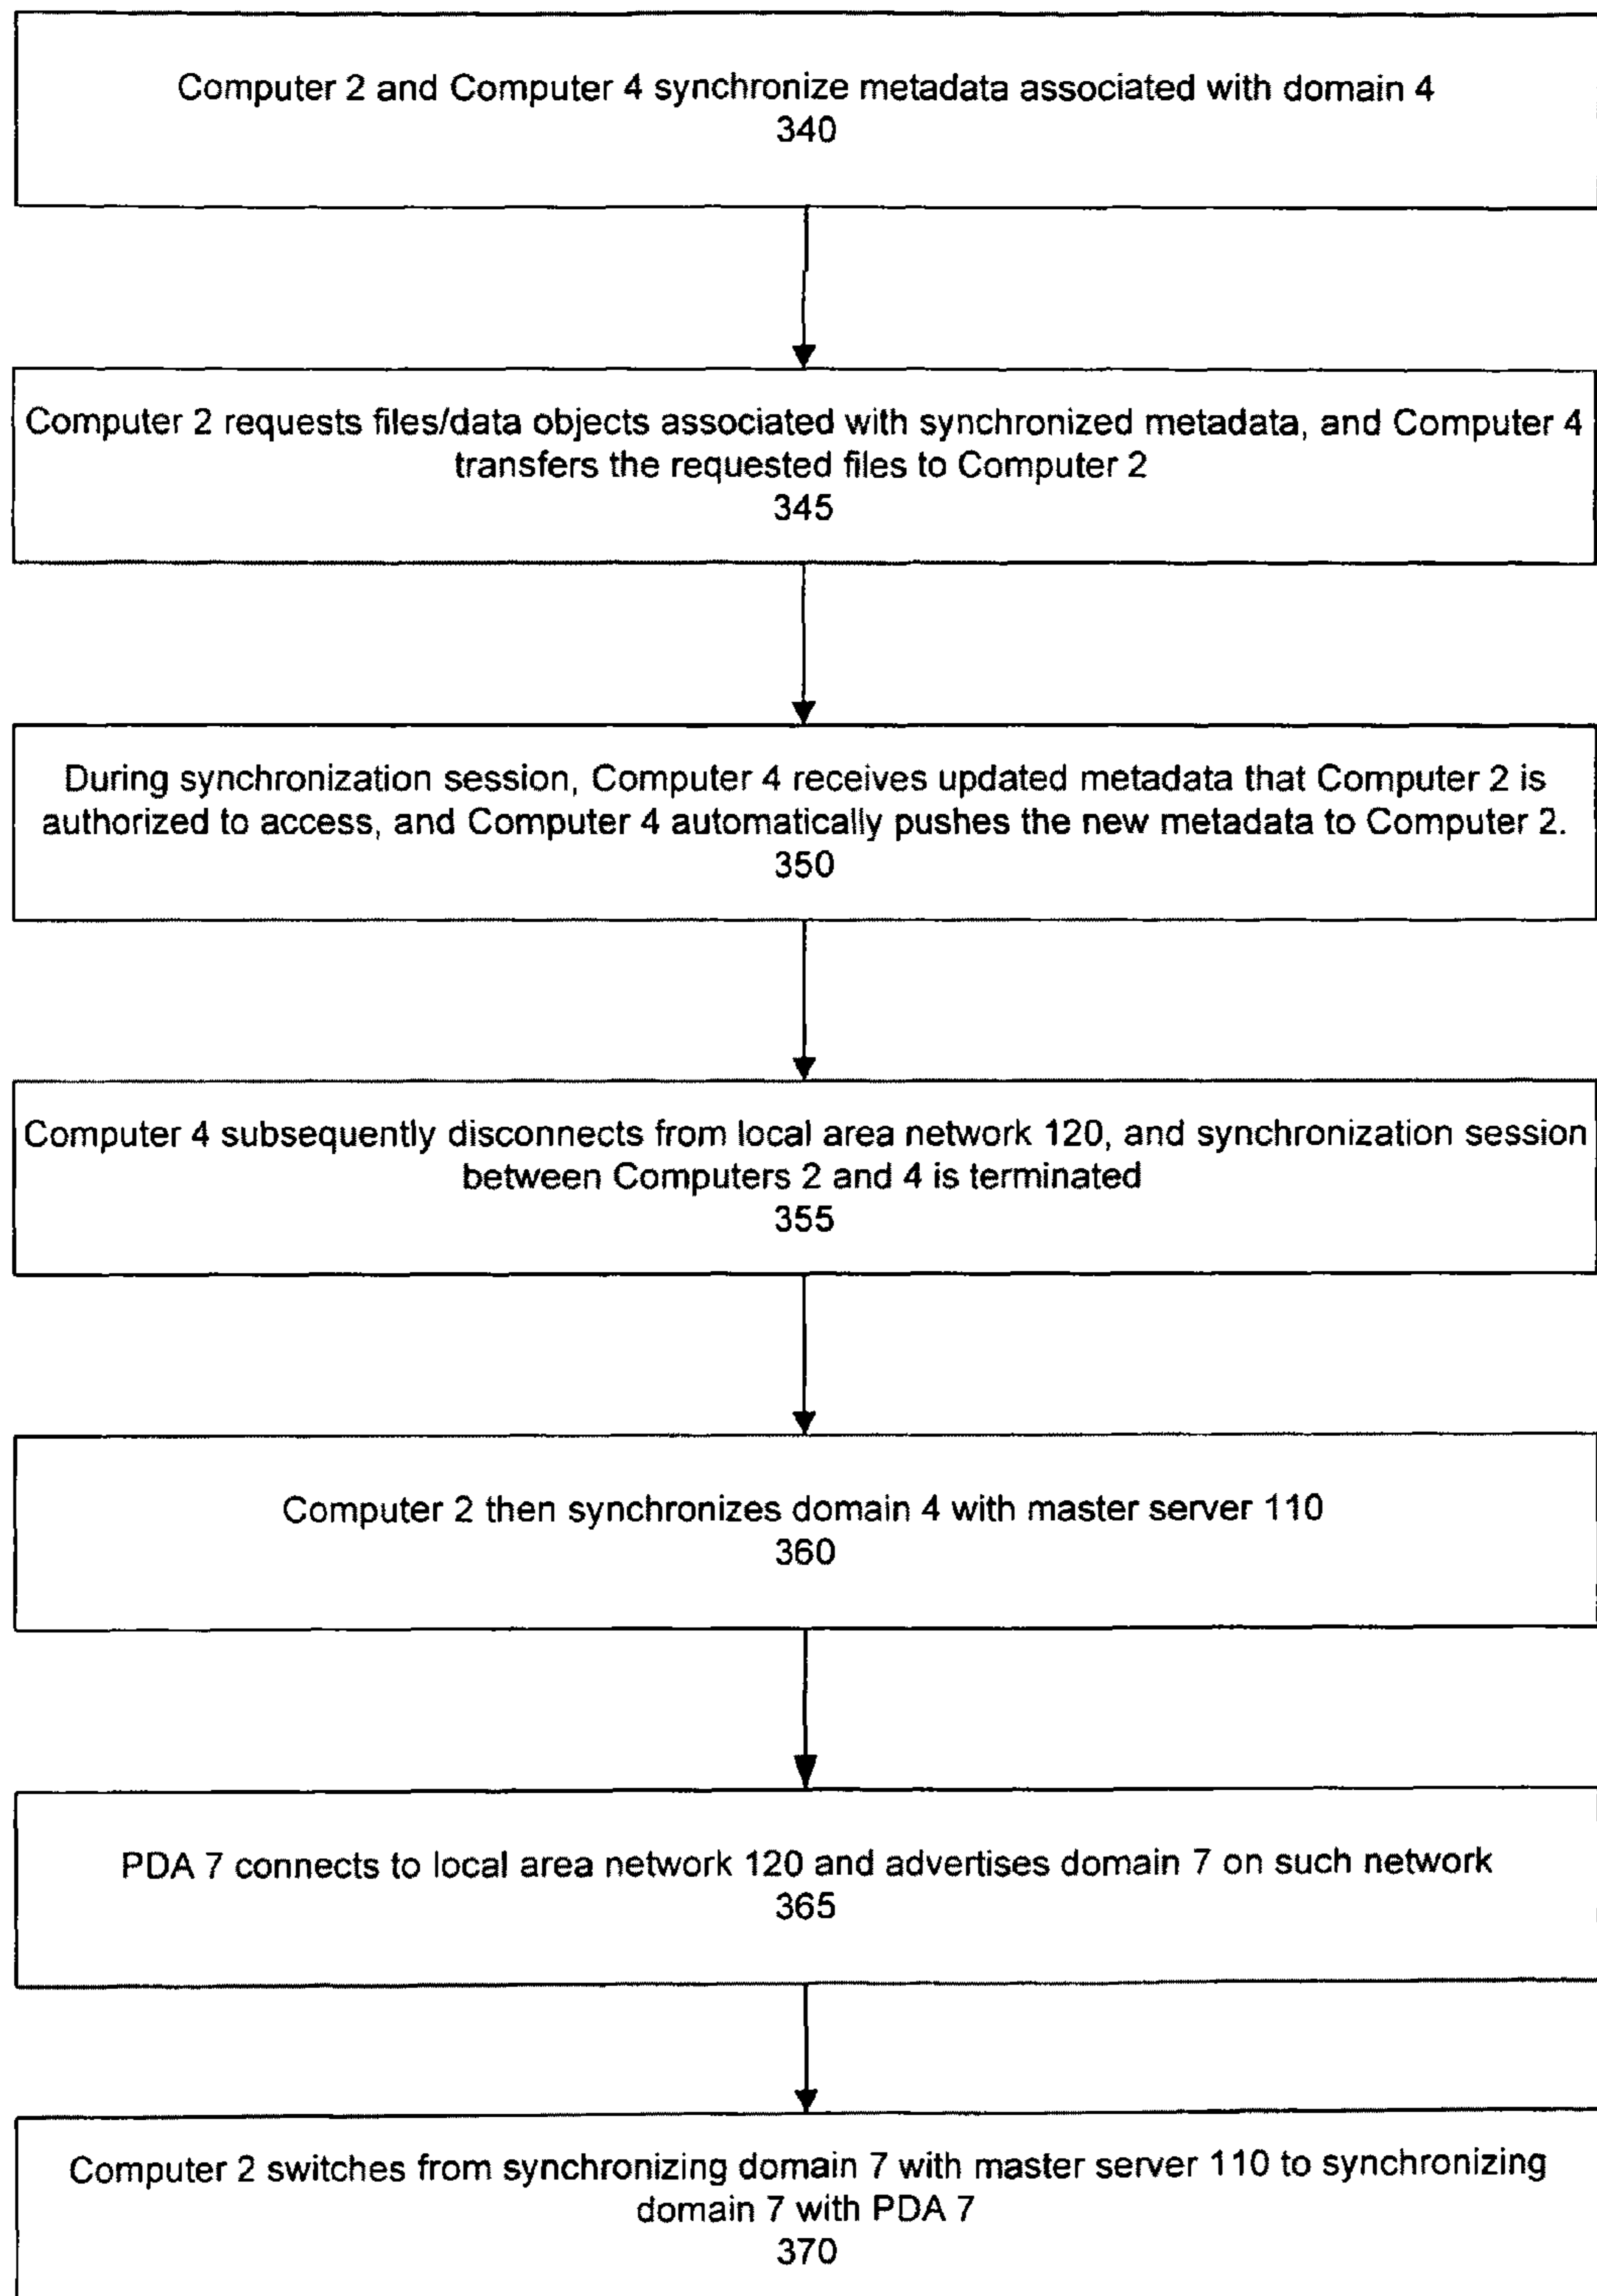 Computer 2 and Computer 4 synchronize metadata associated with domain 4
340
Computer 2 requests files/data objects associated with synchronized metadata, and Computer 4
transfers the requested files to Computer 2
345
During synchronization session, Computer 4 receives updated metadata that Computer 2 is
authorized to access, and Computer 4 automatically pushes the new metadata to Computer 2.
350
Computer 4 subsequently disconnects from local area network 120, and synchronization session
between Computers 2 and 4 is terminated
355
Computer 2 then synchronizes domain 4 with master server 110
360
PDA 7 connects to local area network 120 and advertises domain 7 on such network
365
Computer 2 switches from synchronizing domain 7 with master server 110 to synchronizing
domain 7 with PDA 7
370